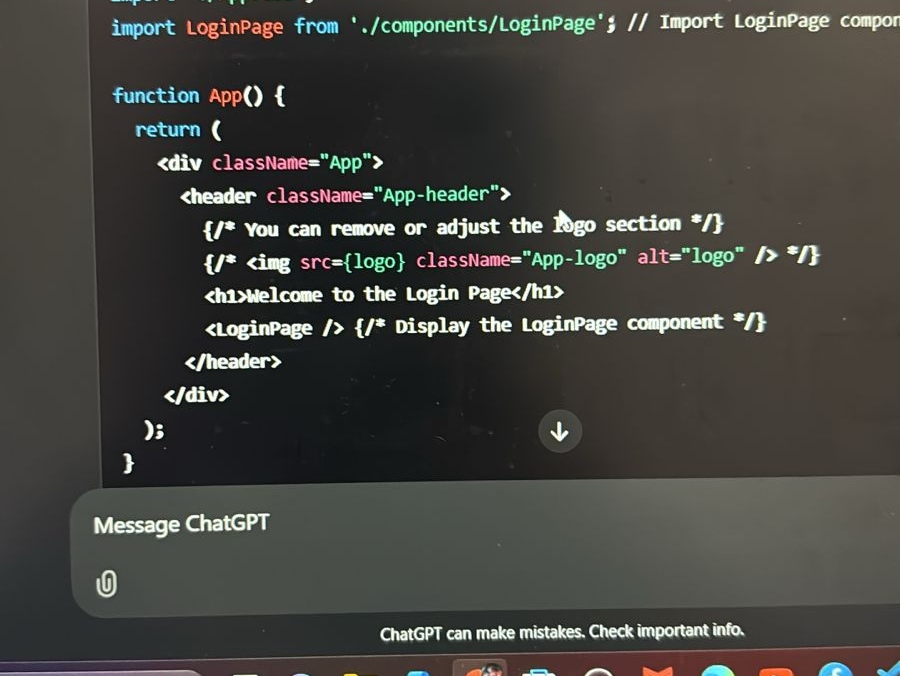 import LoginPage from './components/LoginPage'; // Import LoginPage compon
function App() {
return (
<div className="App">
<header className="App-header">
{/* You can remove or adjust the logo section */}
{/* <img src={logo} className="App-logo" alt="logo" /> */}
<h1>Welcome to the Login Page</h1>
<LoginPage /> {/* Display the LoginPage component */}
</header>
</div>
);
}
Message ChatGPT
ChatGPT can make mistakes. Check important info.